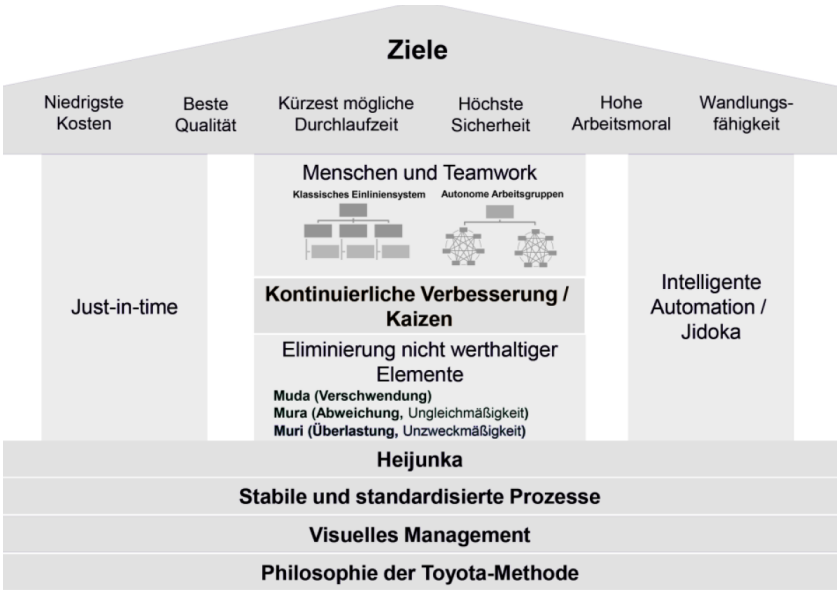 Ziele
Niedrigste
Kosten
Beste
Qualität
Kürzest mögliche
Durchlaufzeit
Höchste
Sicherheit
Hohe
Arbeitsmoral
Wandlungs-
fähigkeit
Just-in-time
Menschen und Teamwork
Klassisches Einliniensystem
Autonome Arbeitsgruppen
Kontinuierliche Verbesserung /
Kaizen
Eliminierung nicht werthaltiger
Elemente
Muda (Verschwendung)
Mura (Abweichung, Ungleichmäßigkeit)
Muri (Überlastung, Unzweckmäßigkeit)
Intelligente
Automation /
Jidoka
Heijunka
Stabile und standardisierte Prozesse
Visuelles Management
Philosophie der Toyota-Methode